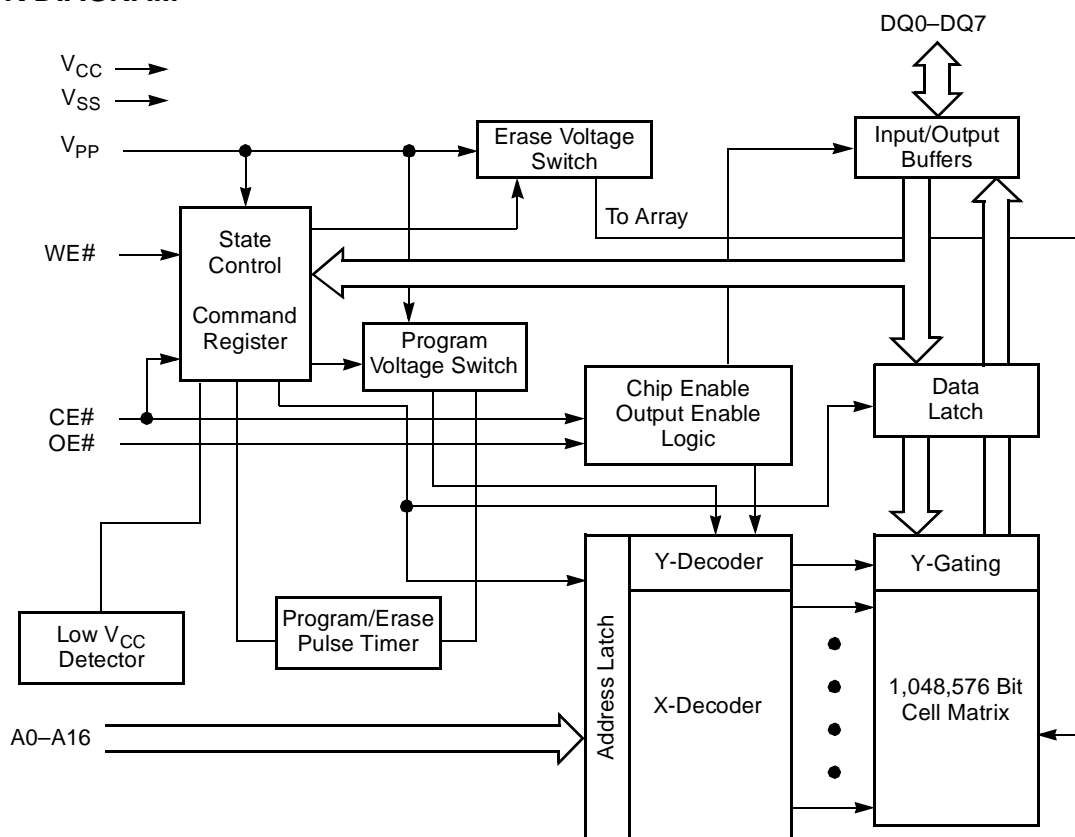 DQ0–DQ7
VCC
VSS
VPP
Erase Voltage
Switch
Input/Output
Buffers
To Array
WE#
State
Control
Command
Register
Program
Voltage Switch
CE#
OE#
Chip Enable
Output Enable
Logic
Data
Latch
Y-Decoder
Y-Gating
Low VCC
Detector
Program/Erase
Pulse Timer
Address Latch
X-Decoder
1,048,576 Bit
Cell Matrix
A0–A16